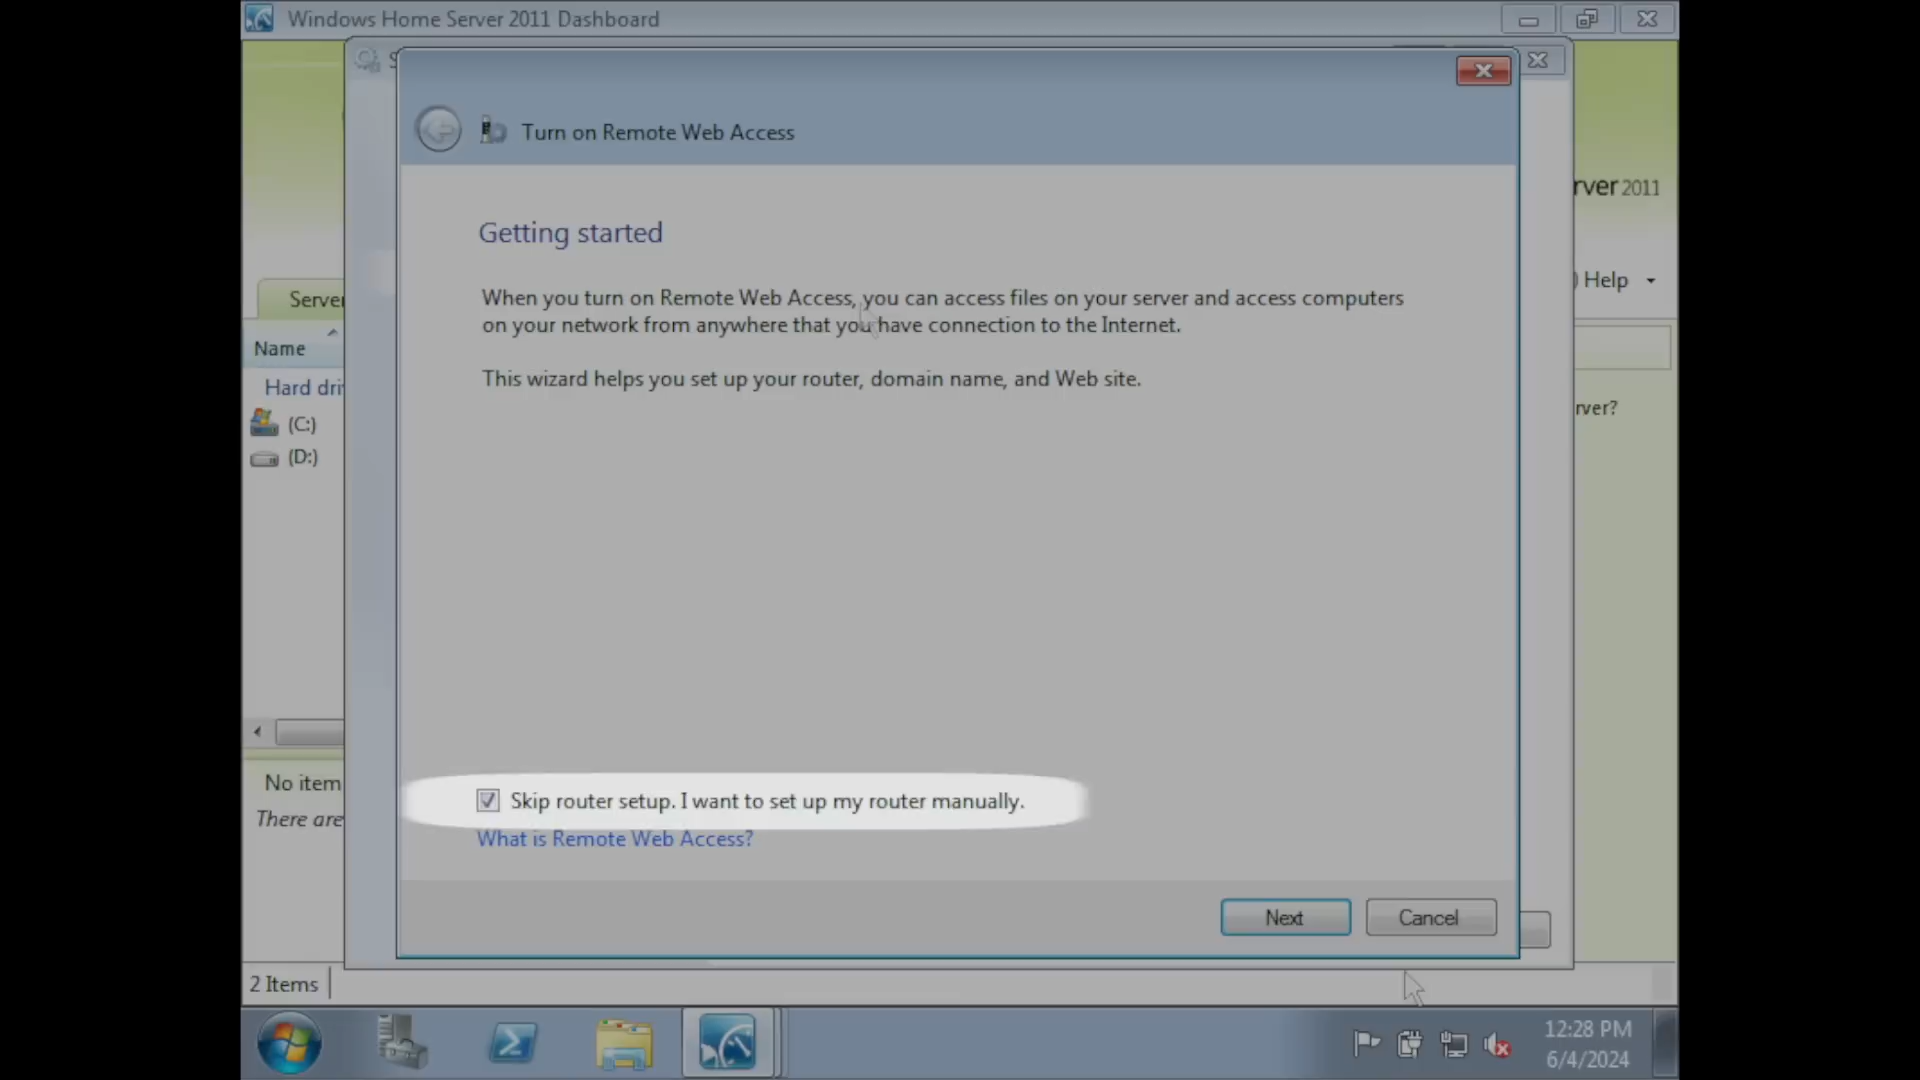 Windows Home Server 2011 Dashboard
Turn on Remote Web Access
rver 2011
Getting started
Help
When you turn on Remote Web Access, you can access files on your server and access computers
on your network from anywhere that you have connection to the Internet.
Server
Name
This wizard helps you set up your router, domain name, and Web site.
Hard dri
rver?
(C:)
(D:)
No item
There are
Skip router setup. I want to set up my router manually.
What is Remote Web Access?
Next
Cancel
2 Items
12:28 PM
6/4/2024